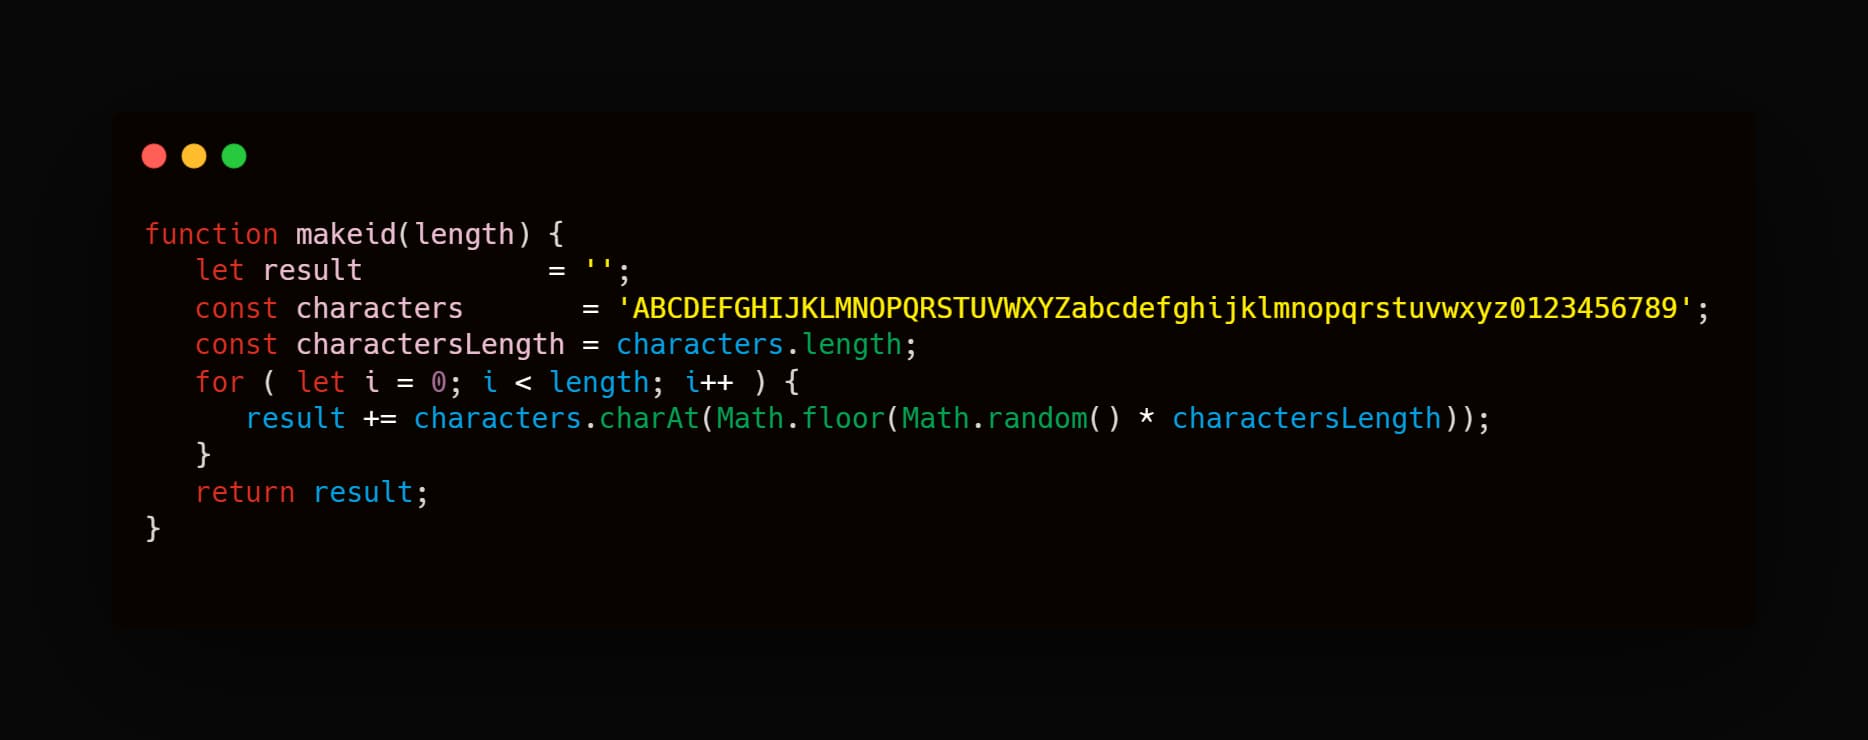 function makeid(length) {
   let result           = '';
   const characters       = 'ABCDEFGHIJKLMNOPQRSTUVWXYZabcdefghijklmnopqrstuvwxyz0123456789';
   const charactersLength = characters.length;
   for ( let i = 0; i < length; i++ ) {
      result += characters.charAt(Math.floor(Math.random() * charactersLength));
   }
   return result;
}